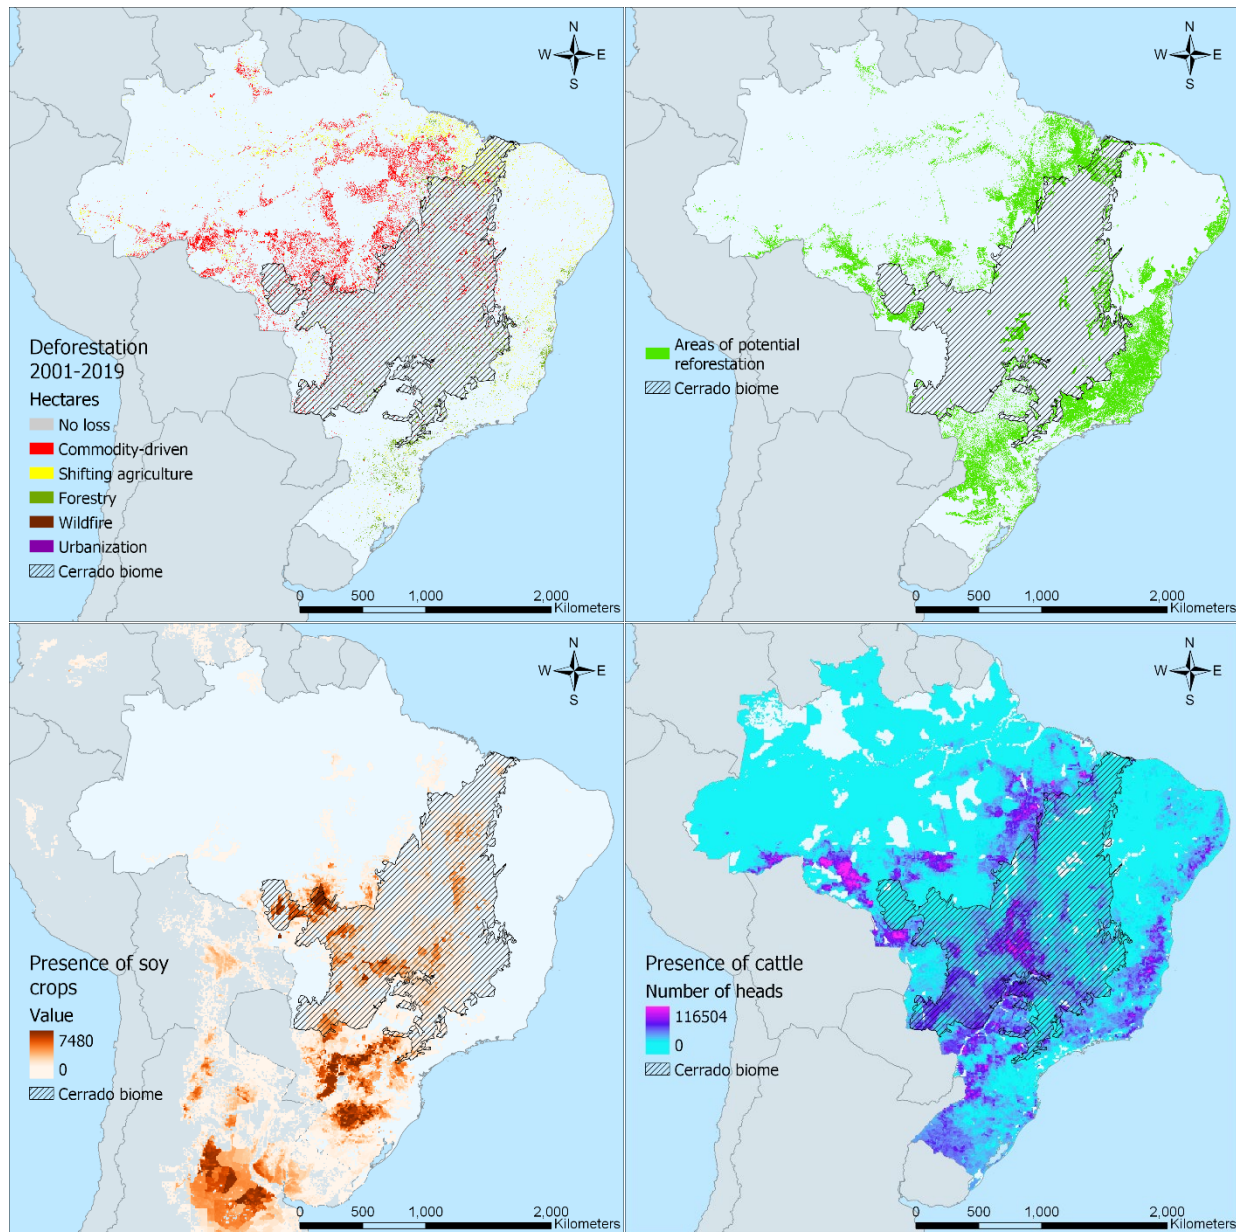 N
W E
S
Deforestation
2001-2019
Hectares
No loss
Commodity-driven
Shifting agriculture
Forestry
Wildfire
Urbanization
Cerrado biome
0 500 1,000 2,000
Kilometers
N
W E
S
Areas of potential
reforestation
Cerrado biome
0 500 1,000 2,000
Kilometers
N
W E
S
Presence of soy
crops
Value
7480
0
Cerrado biome
0 500 1,000 2,000
Kilometers
N
W E
S
Presence of cattle
Number of heads
116504
0
Cerrado biome
0 500 1,000 2,000
Kilometers